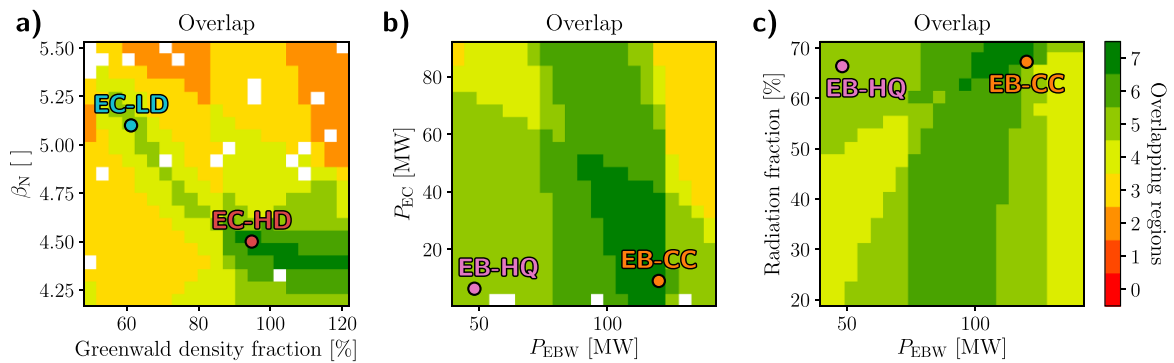 a)
Overlap
5.50
5.25
5.00
4.75
4.50
4.25
βN [ ]
EC-LD
EC-HD
60
80
100
120
Greenwald density fraction [%]
b)
Overlap
80
60
40
20
PEC [MW]
EB-HQ
EB-CC
50
100
PEBW [MW]
c)
Overlap
70
60
50
40
30
20
Radiation fraction [%]
EB-HQ
EB-CC
50
100
PEBW [MW]
7
6
5
4
3
2
1
0
Overlapping regions